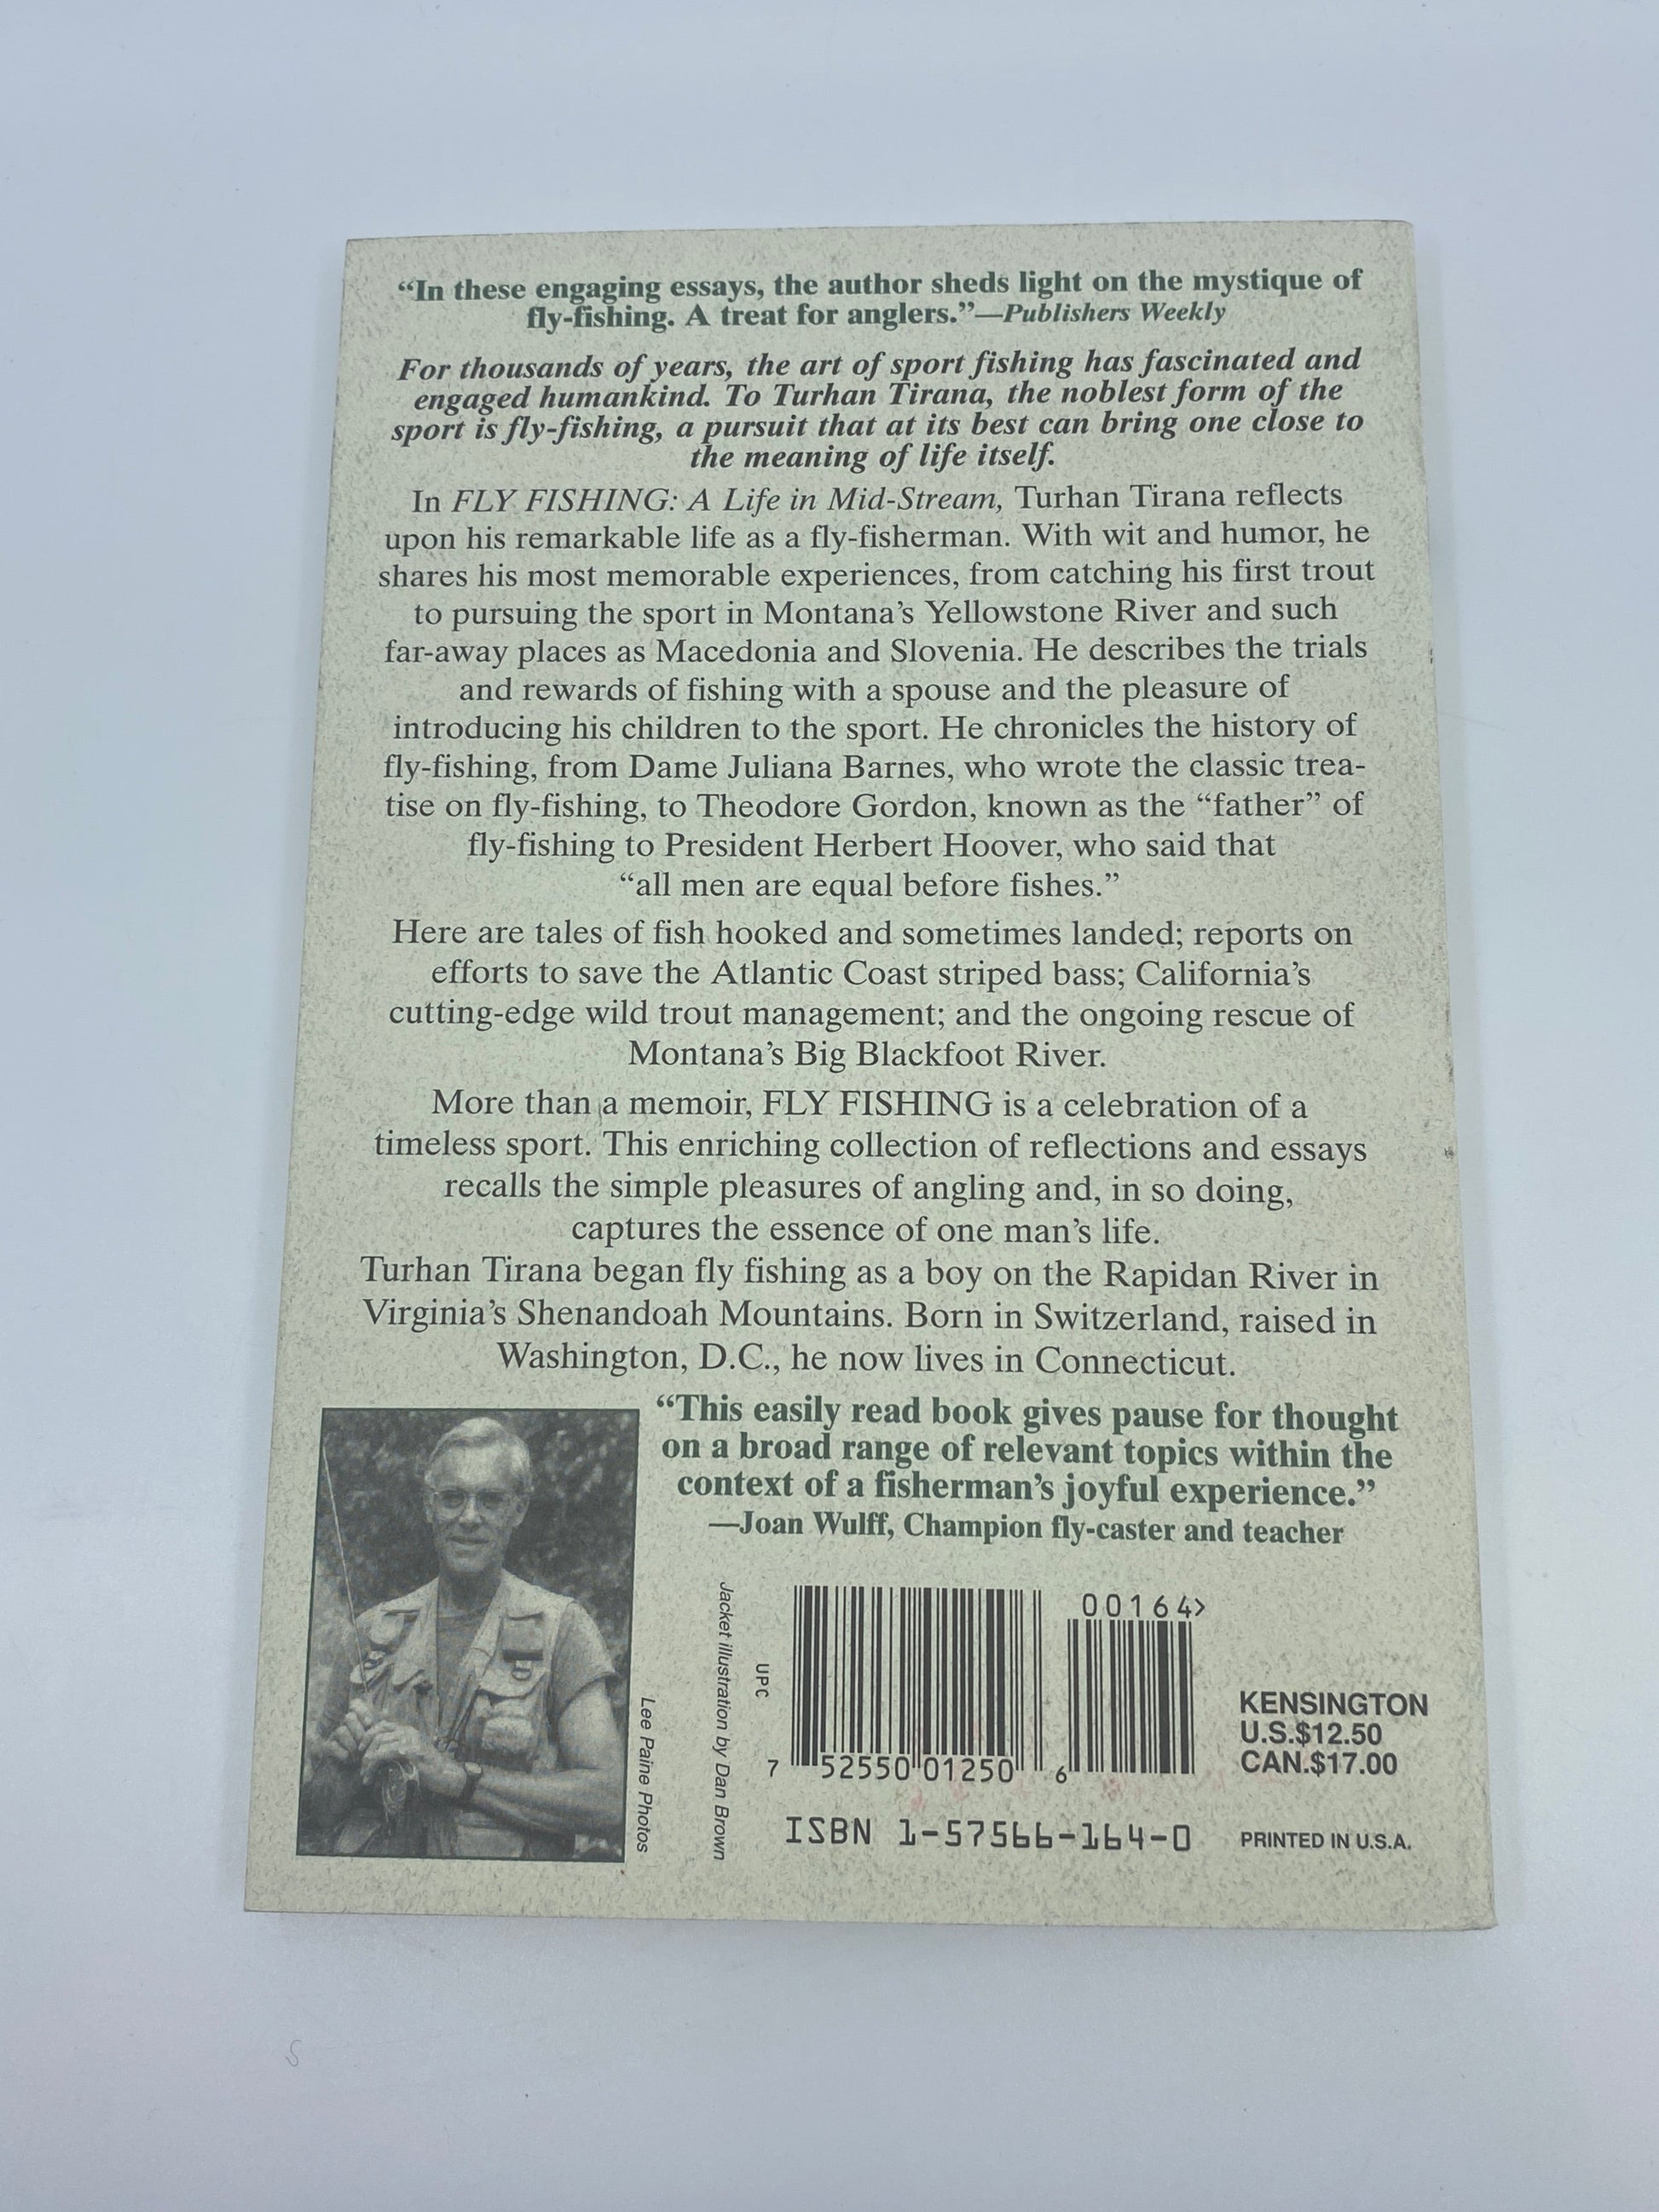 “In these engaging essays, the author sheds light on the mystique of
fly-fishing. A treat for anglers.”—Publishers Weekly
For thousands of years, the art of sport fishing has fascinated and
engaged humankind. To Turhan Tirana, the noblest form of the
sport is fly-fishing, a pursuit that at its best can bring one close to
the meaning of life itself.
In FLY FISHING: A Life in Mid-Stream, Turhan Tirana reflects
upon his remarkable life as a fly-fisherman. With wit and humor, he
shares his most memorable experiences, from catching his first trout
to pursuing the sport in Montana’s Yellowstone River and such
far-away places as Macedonia and Slovenia. He describes the trials
and rewards of fishing with a spouse and the pleasure of
introducing his children to the sport. He chronicles the history of
fly-fishing, from Dame Juliana Barnes, who wrote the classic trea-
tise on fly-fishing, to Theodore Gordon, known as the “father” of
fly-fishing to President Herbert Hoover, who said that
“all men are equal before fishes.”
Here are tales of fish hooked and sometimes landed; reports on
efforts to save the Atlantic Coast striped bass; California’s
cutting-edge wild trout management; and the ongoing rescue of
Montana’s Big Blackfoot River.
More than a memoir, FLY FISHING is a celebration of a
timeless sport. This enriching collection of reflections and essays
recalls the simple pleasures of angling and, in so doing,
captures the essence of one man’s life.
Turhan Tirana began fly fishing as a boy on the Rapidan River in
Virginia’s Shenandoah Mountains. Born in Switzerland, raised in
Washington, D.C., he now lives in Connecticut.
“This easily read book gives pause for thought
on a broad range of relevant topics within the
context of a fisherman’s joyful experience.”
—Joan Wulff, Champion fly-caster and teacher
Lee Paine Photos
Jacket illustration by Dan Brown
UPC
00164>
7 52550 01250 6
ISBN 1-57566-164-0
KENSINGTON
U.S.$12.50
CAN.$17.00
PRINTED IN U.S.A.